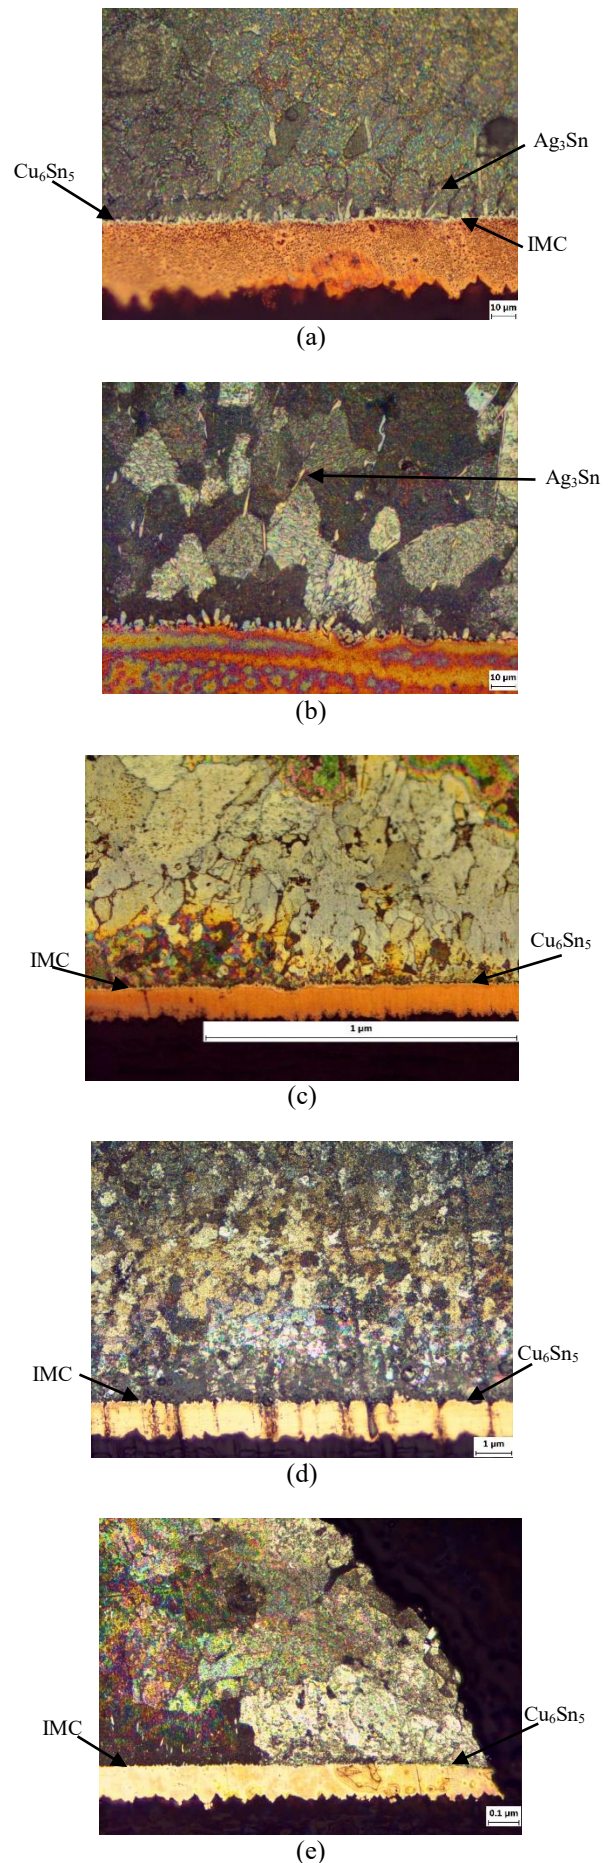 Ag₃Sn
Cu₆Sn₅
IMC
10 µm
(a)
Ag₃Sn
10 µm
(b)
Cu₆Sn₅
IMC
1 µm
(c)
Cu₆Sn₅
IMC
1 µm
(d)
Cu₆Sn₅
IMC
0.1 µm
(e)